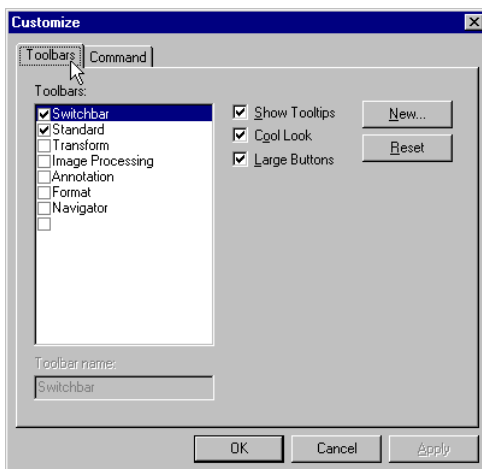 Customize
Toolbars Command
Toolbars:
Switchbar
Standard
Transform
Image Processing
Annotation
Format
Navigator
Show Tooltips
Cool Look
Large Buttons
New...
Reset
Toolbar name:
Switchbar
OK Cancel Apply